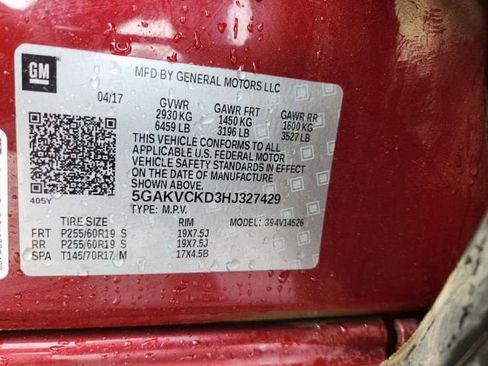 GM
MFD BY GENERAL MOTORS LLC
04/17 GVWR GAWR FRT GAWR RR
2930 KG 1450 KG 1600 KG
6459 LB 3196 LB 3527 LB
THIS VEHICLE CONFORMS TO ALL
APPLICABLE U.S. FEDERAL MOTOR
VEHICLE SAFETY STANDARDS IN EFFECT
ON THE DATE OF MANUFACTURE
SHOWN ABOVE.
405Y
5GAKVCKD3HJ327429
TYPE: M.P.V. 394V14526
TIRE SIZE RIM
FRT P255/60R19 S 19X7.5J
RR P255/60R19 S 19X7.5J
SPA T145/70R17 M 17X4.5B